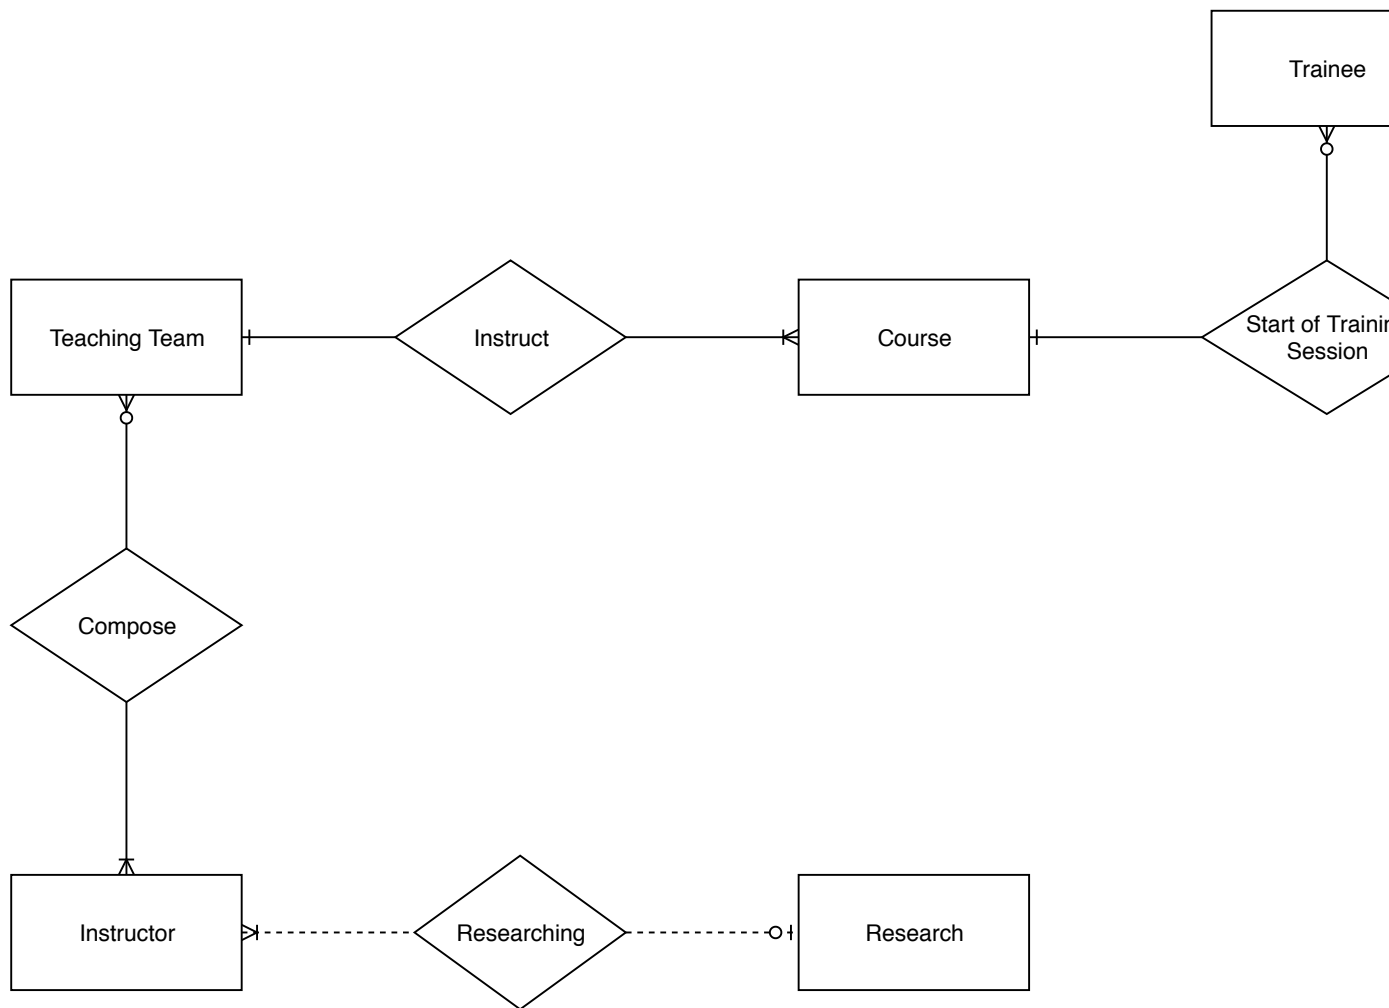 Trainee
Teaching Team
Instruct
Course
Start of Trainin
Session
Compose
Instructor
Researching
Research